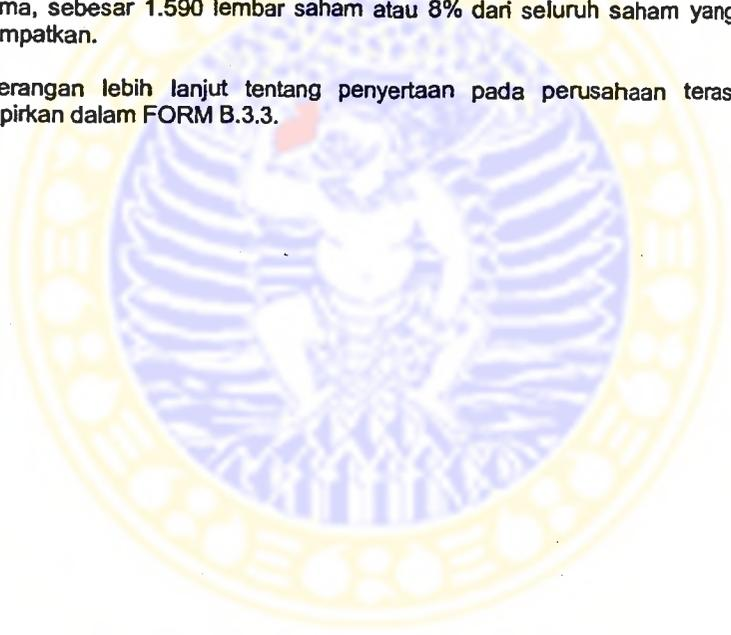 ma, sebesar 1.590 lembar saham atau 8% dari seluruh saham yang
mpatkan.
erangan lebih lanjut tentang penyertaan pada perusahaan teras
pirkan dalam FORM B.3.3.